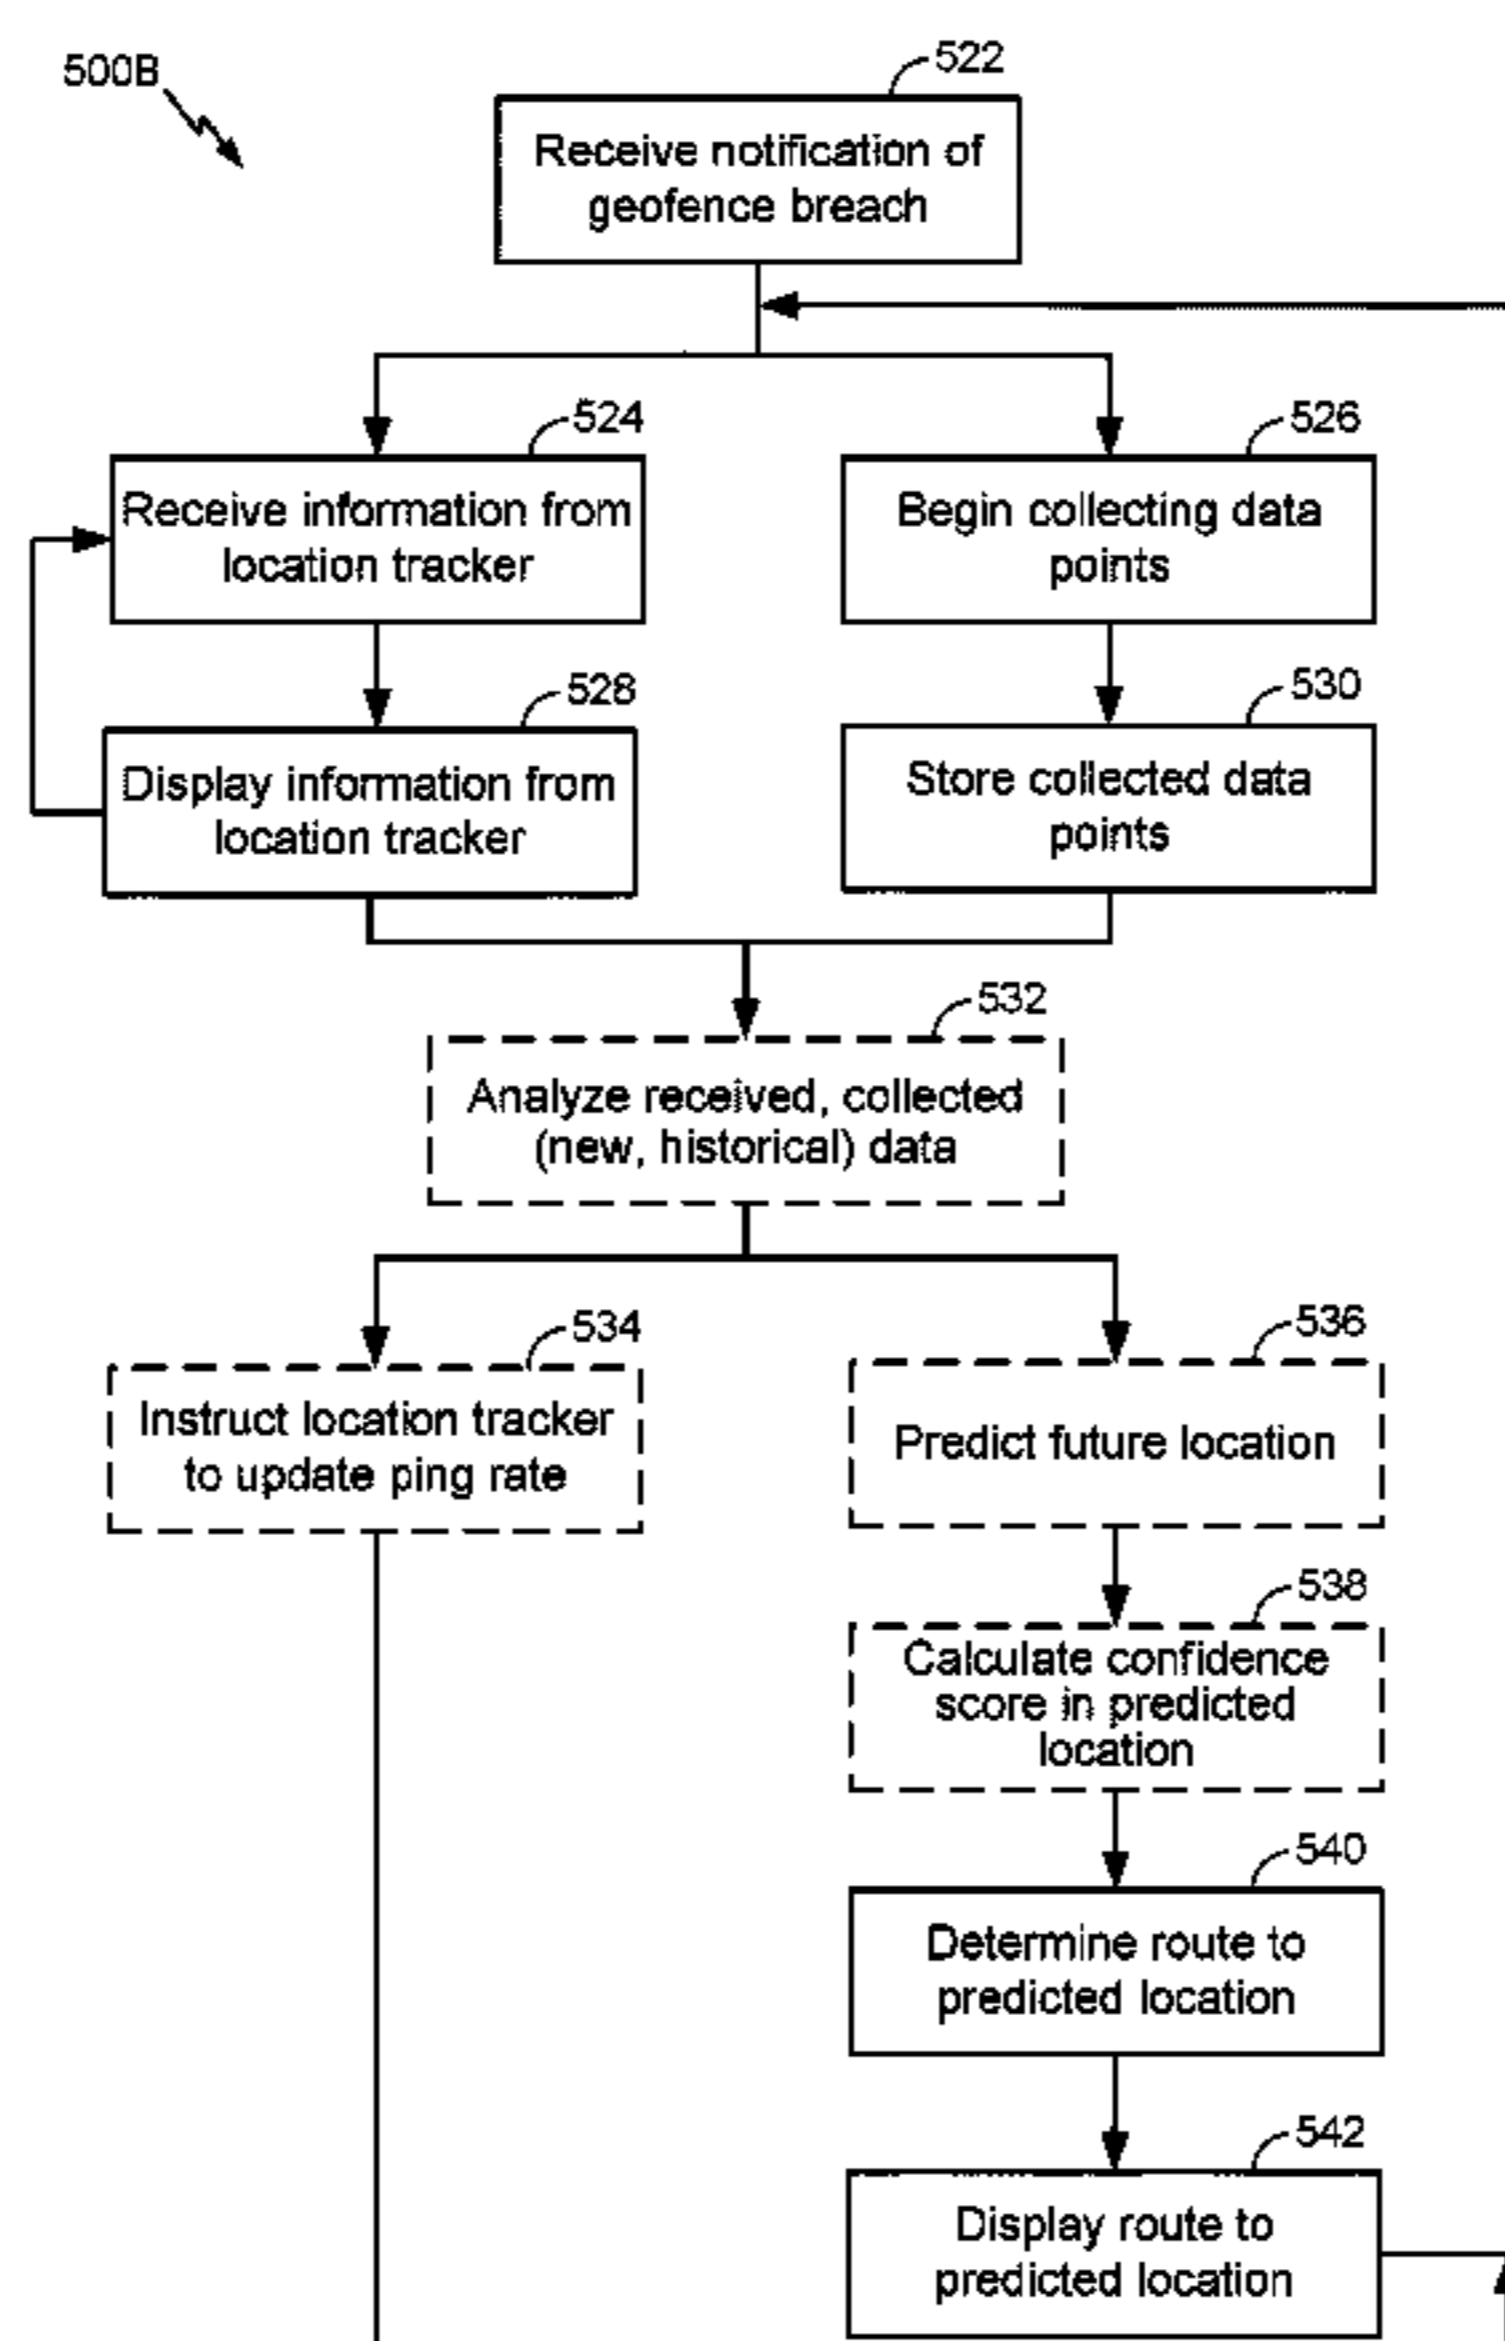 500B
522
Receive notification of
geofence breach
524
Receive information from
location tracker
526
Begin collecting data
points
528
Display information from
location tracker
530
Store collected data
points
532
Analyze received, collected
(new, historical) data
534
Instruct location tracker
to update ping rate
536
Predict future location
538
Calculate confidence
score in predicted
location
540
Determine route to
predicted location
542
Display route to
predicted location